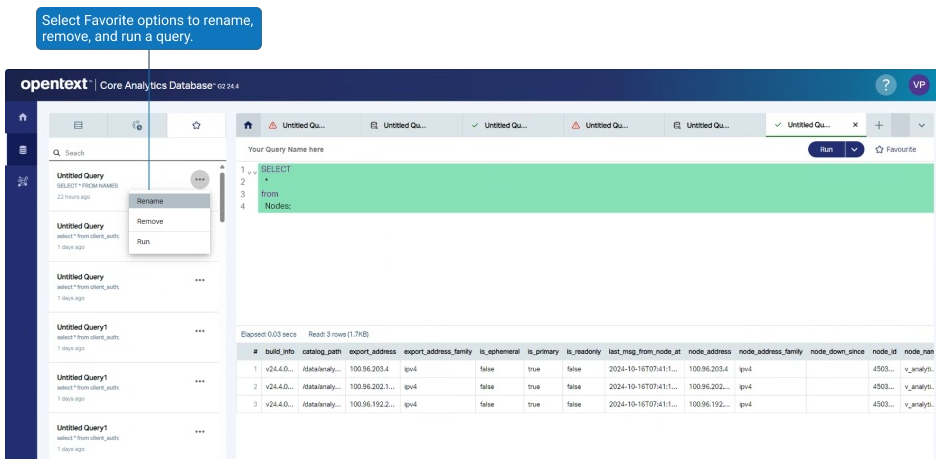 Select Favorite options to rename,
remove, and run a query.
opentext™ | Core Analytics Database™ G2 24.4
? VP
Untitled Qu... Untitled Qu... Untitled Qu... Untitled Qu... Untitled Qu... Untitled Qu... × +
Seach
Your Query Name here Run Favourite
Untitled Query
SELECT * FROM NAMES
22 hours ago
Rename
Remove
Run
Untitled Query
select * from client_auth:
1 days ago
Untitled Query
select * from client_auth:
1 days ago
Untitled Query1
select * from client_auth:
1 days ago
Untitled Query1
select * from client_auth:
1 days ago
Untitled Query1
select * from client_auth:
1 days ago
1 SELECT
2 *
3 from
4 Nodes;
Elapsed: 0.03 secs Read: 3 rows (1.7KB)
# build_info catalog_path export_address export_address_family is_ephemeral is_primary is_readonly last_msg_from_node_at node_address node_address_family node_down_since node_id node_nan
1 v24.4.0... /data/analy... 100.96.203.4 ipv4 false true false 2024-10-16T07:41:1... 100.96.203.4 ipv4 4503... v_analyti..
2 v24.4.0... /data/analy... 100.96.202.1... ipv4 false true false 2024-10-16T07:41:1... 100.96.202,... ipv4 4503... v_analyti..
3 v24.4.0... /data/analy... 100.96.192.2... ipv4 false true false 2024-10-16T07:41:1... 100.96.192,... ipv4 4503... v_analyti..